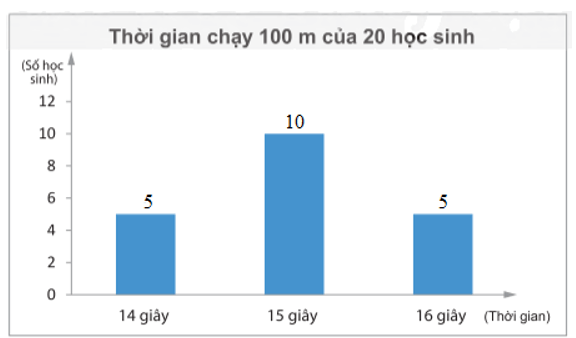 Thời gian chạy 100 m của 20 học sinh
(Số học
sinh)
12
10
8
6
4
2
0
5
10
5
14 giây
15 giây
16 giây
(Thời gian)